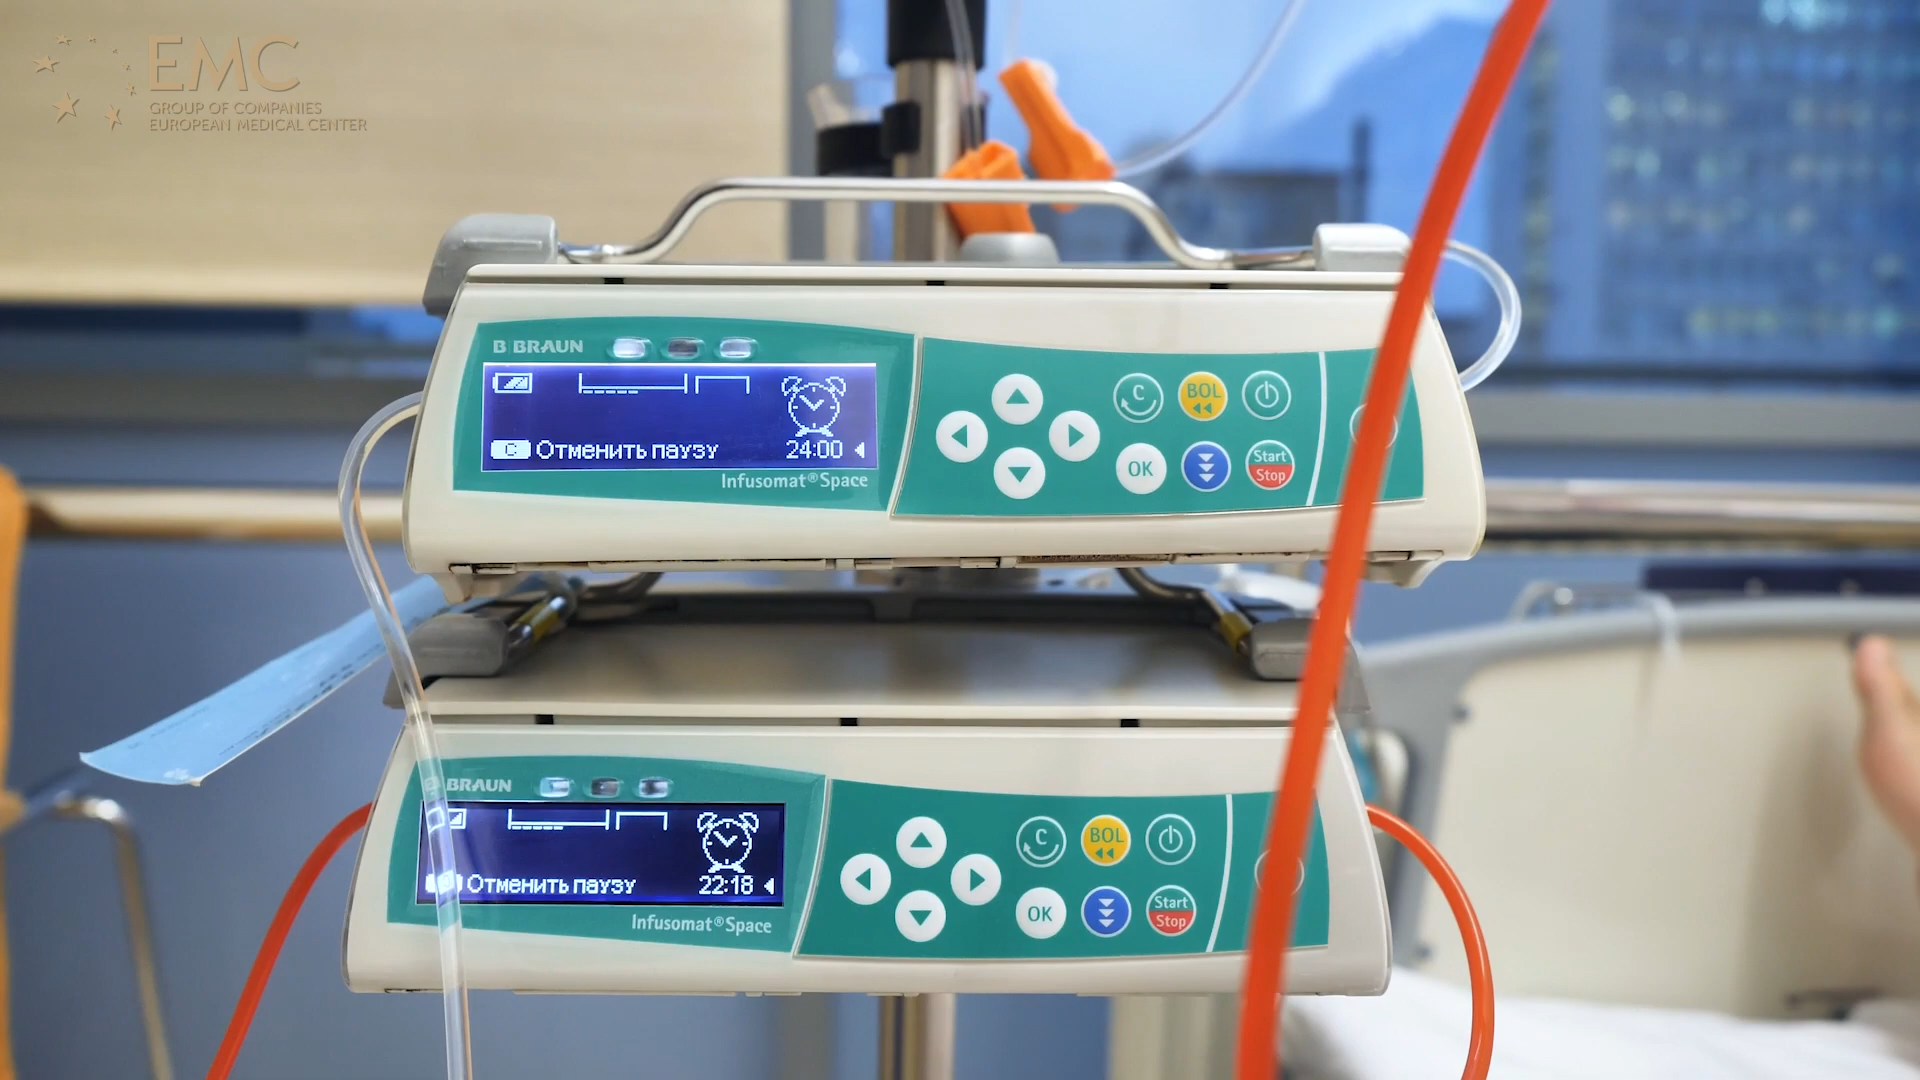 EMC
GROUP OF COMPANIES
EUROPEAN MEDICAL CENTER
B BRAUN
C Отменить паузу 24:00
Infusomat®Space
C
BOL
OK
Start
Stop
B BRAUN
Отменить паузу 22:18
Infusomat®Space
C
BOL
OK
Start
Stop